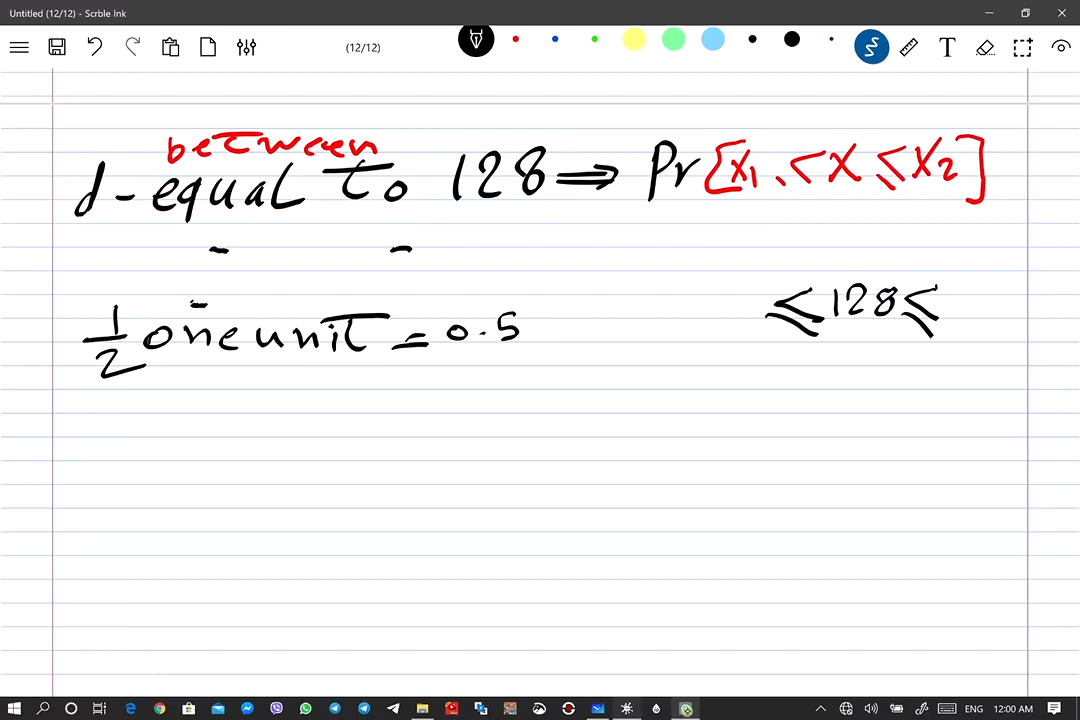 Untitled (12/12) - Scrble Ink
(12/12)
between
d-equal to 128 ⇒ Pr[x₁ < x ≤ x₂]
≤ 128 ≤
1/2 one unit = 0.5
ENG 12:00 AM